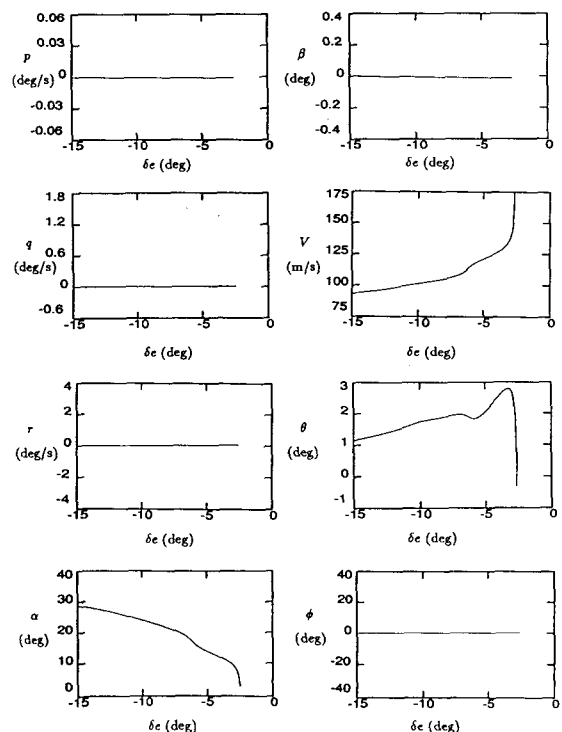 0.06
0.03
p
(deg/s) 0
-0.03
-0.06
-15 -10 -5 0
δe (deg)
0.4
0.2
β
(deg) 0
-0.2
-0.4
-15 -10 -5 0
δe (deg)
1.8
1.2
q 0.6
(deg/s)
0
-0.6
-15 -10 -5 0
δe (deg)
175
150
V 125
(m/s)
100
75
-15 -10 -5 0
δe (deg)
4
2
r
(deg/s) 0
-2
-4
-15 -10 -5 0
δe (deg)
3
2
θ
(deg) 1
0
-1
-15 -10 -5 0
δe (deg)
40
30
α
(deg) 20
10
0
-15 -10 -5 0
δe (deg)
40
20
ϕ
(deg) 0
-20
-40
-15 -10 -5 0
δe (deg)